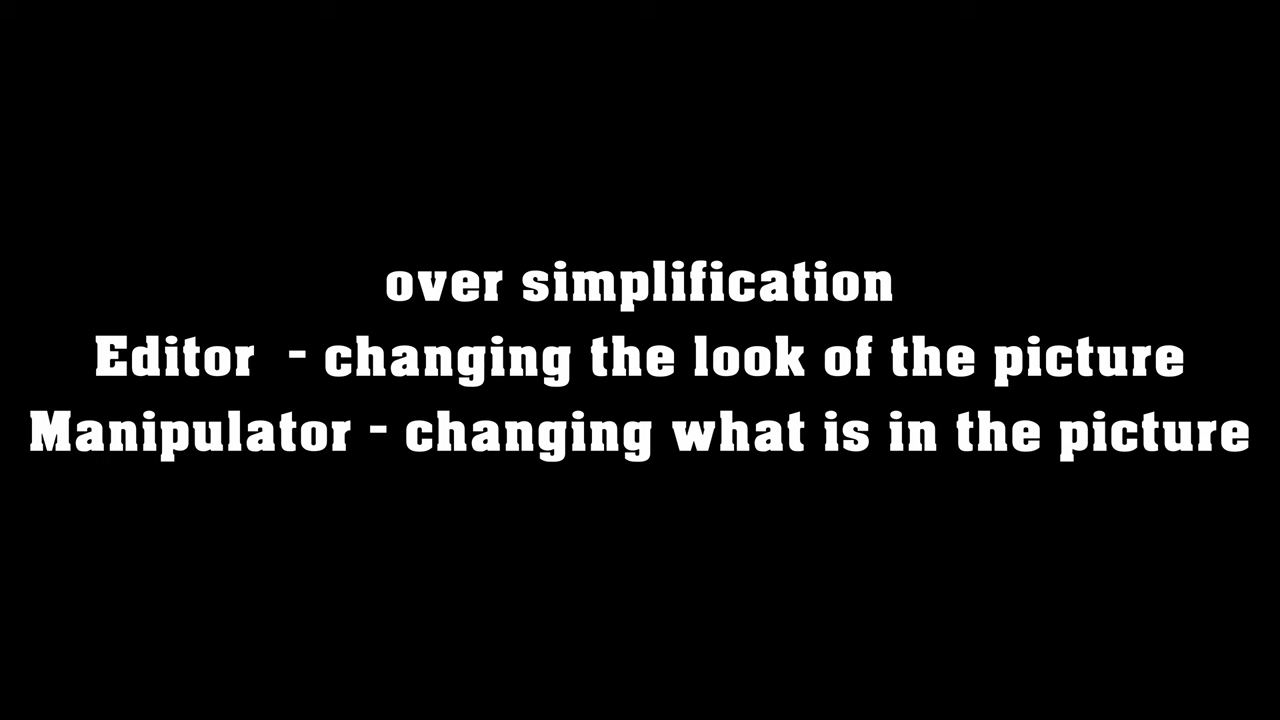 over simplification
Editor - changing the look of the picture
Manipulator - changing what is in the picture